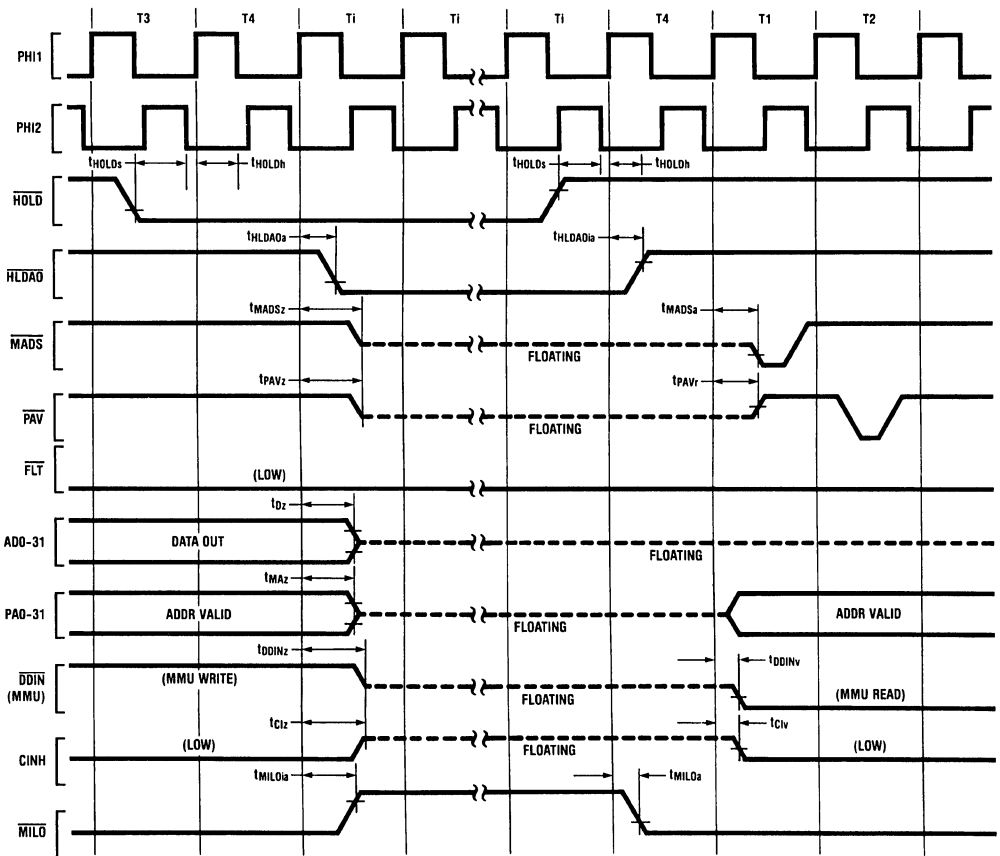 T3 T4 Ti Ti Ti T4 T1 T2
PHI1
PHI2
tHOLDs tHOLDh tHOLDs tHOLDh
HOLD
tHLDAOa tHLDAOia
HLDAO
tMADSz tMADSa
MADS
FLOATING
tPAVz tPAVr
PAV
FLOATING
FLT
(LOW)
tDz
AD0-31 DATA OUT
FLOATING
tMAz
PA0-31 ADDR VALID FLOATING ADDR VALID
tDDINz tDDINv
DDIN
(MMU) (MMU WRITE) FLOATING (MMU READ)
tCIz tCIv
CINH (LOW) FLOATING (LOW)
tMILOia tMILOa
MILO